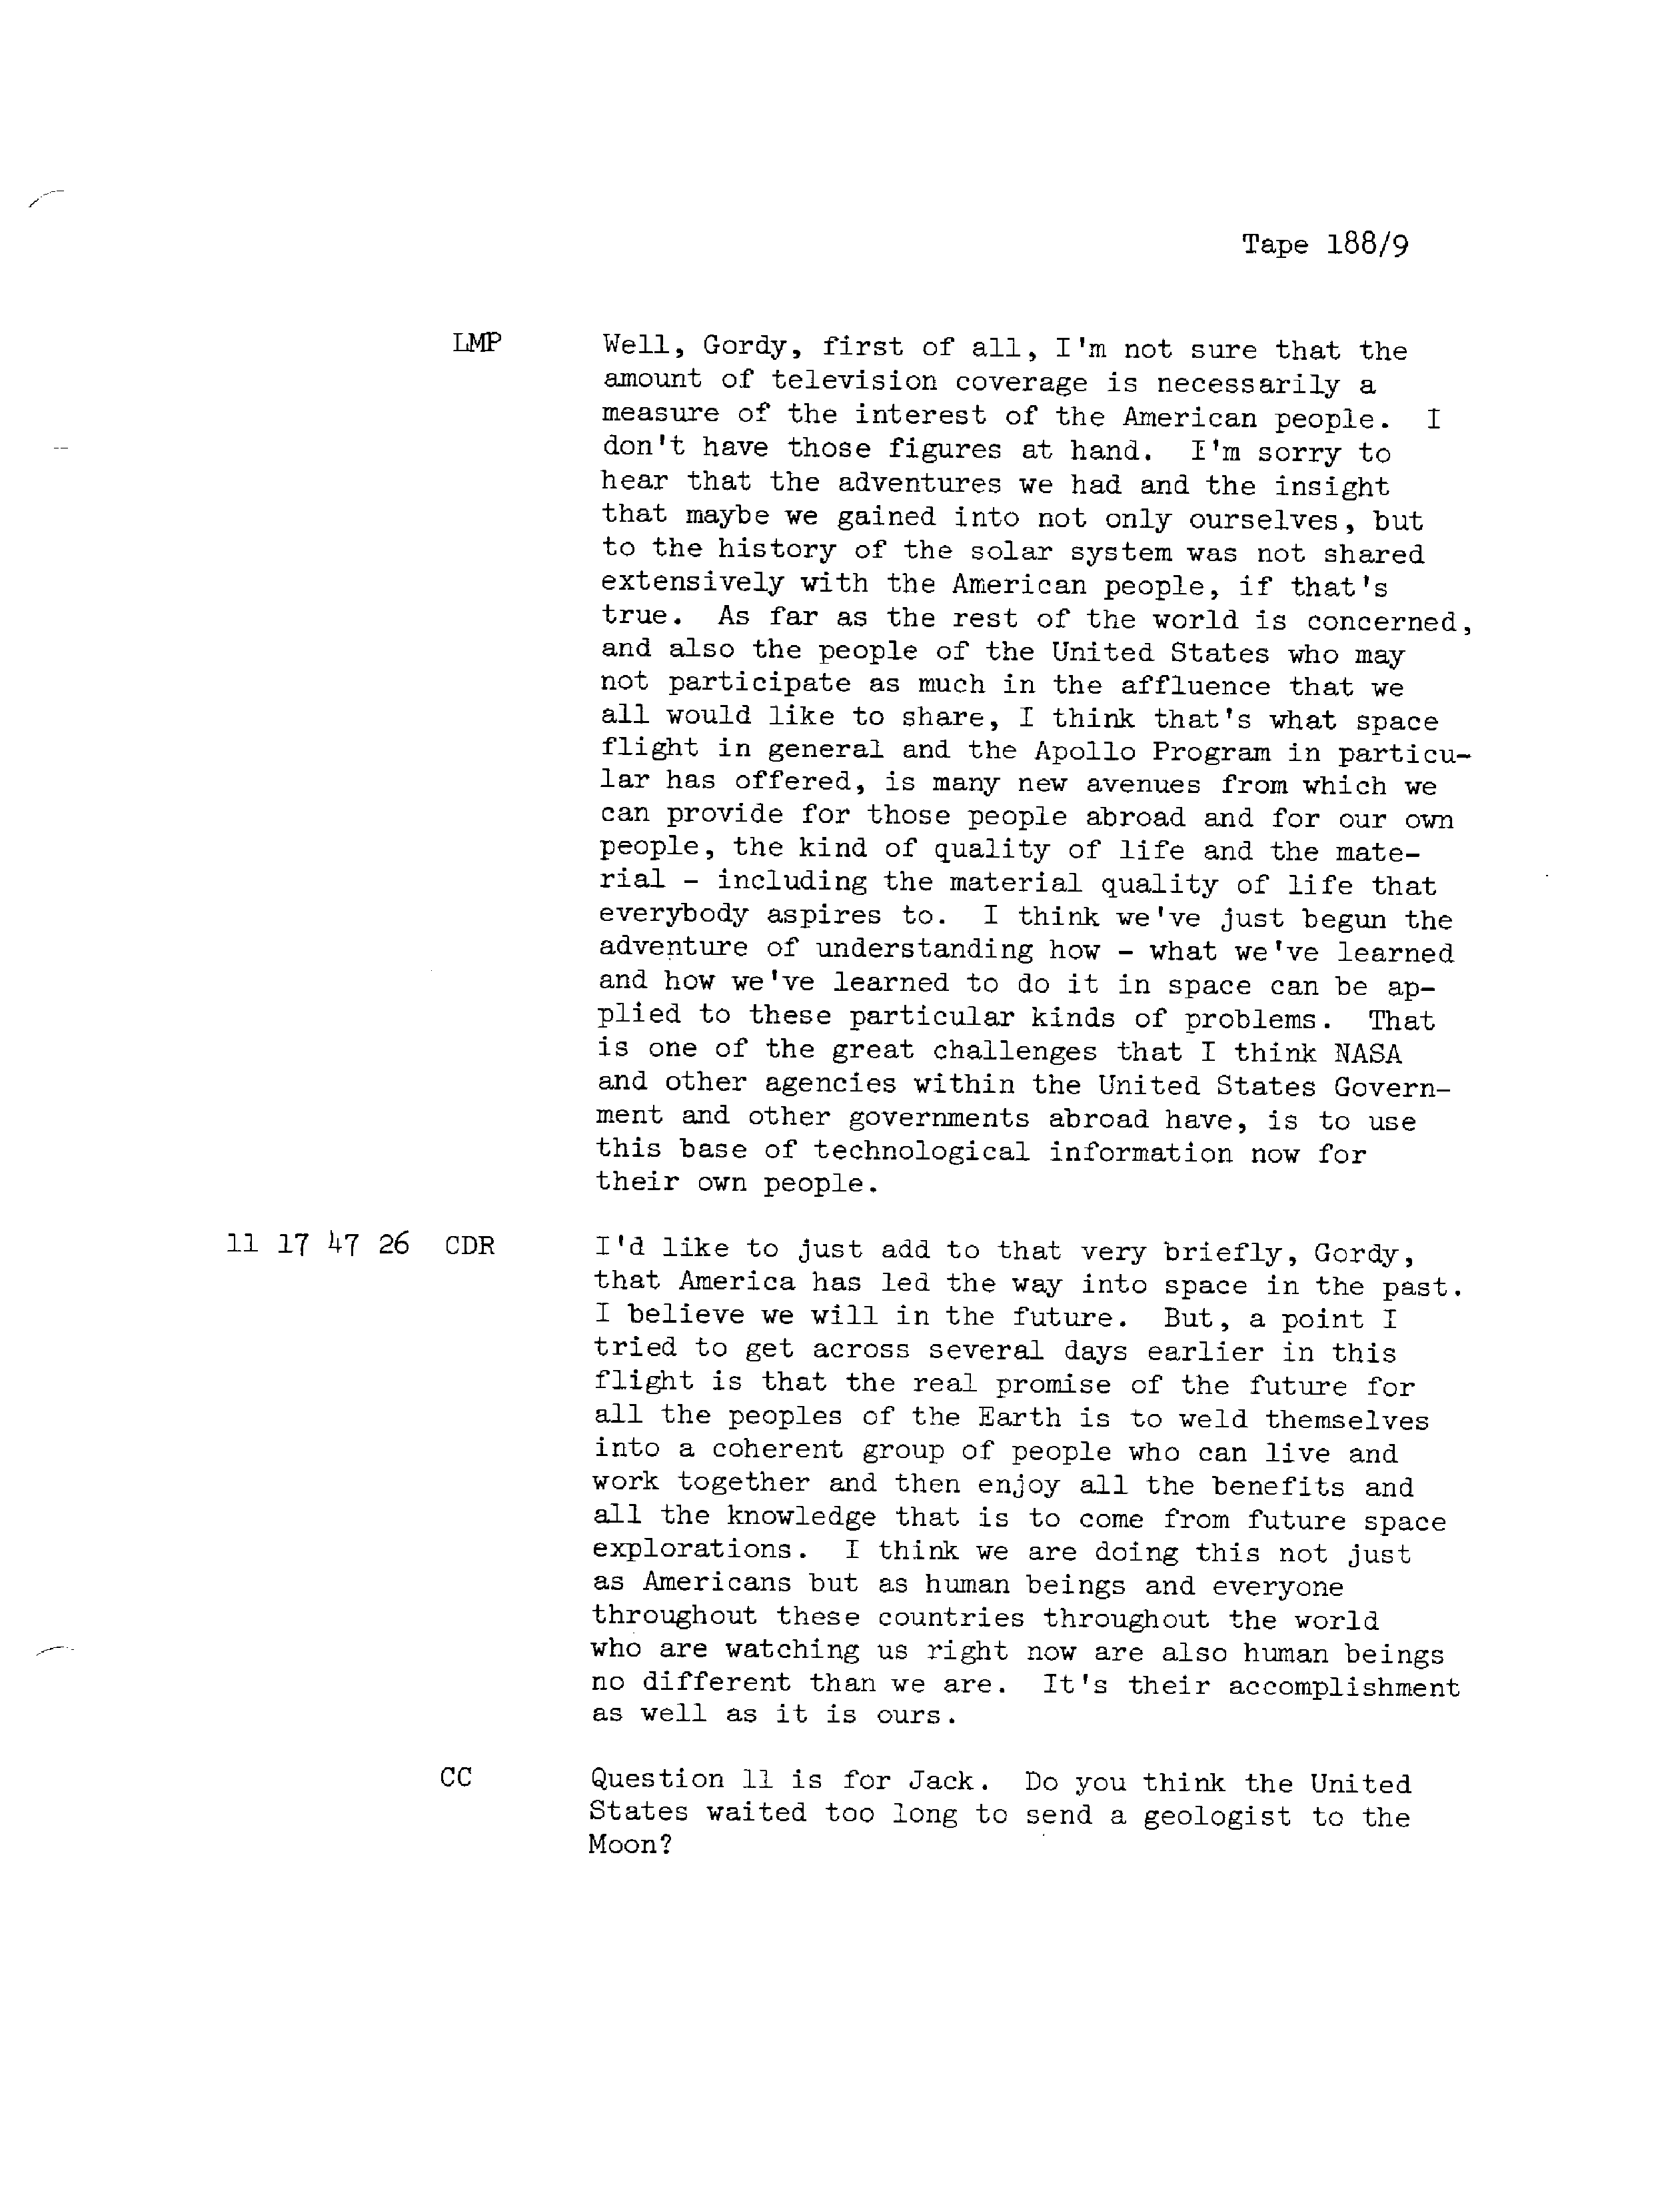 Tape 188/9
LMP Well, Gordy, first of all, I'm not sure that the
amount of television coverage is necessarily a
measure of the interest of the American people. I
don't have those figures at hand. I'm sorry to
hear that the adventures we had and the insight
that maybe we gained into not only ourselves, but
to the history of the solar system was not shared
extensively with the American people, if that's
true. As far as the rest of the world is concerned,
and also the people of the United States who may
not participate as much in the affluence that we
all would like to share, I think that's what space
flight in general and the Apollo Program in particu-
lar has offered, is many new avenues from which we
can provide for those people abroad and for our own
people, the kind of quality of life and the mate-
rial - including the material quality of life that
everybody aspires to. I think we've just begun the
adventure of understanding how - what we've learned
and how we've learned to do it in space can be ap-
plied to these particular kinds of problems. That
is one of the great challenges that I think NASA
and other agencies within the United States Govern-
ment and other governments abroad have, is to use
this base of technological information now for
their own people.
11 17 47 26 CDR I'd like to just add to that very briefly, Gordy,
that America has led the way into space in the past.
I believe we will in the future. But, a point I
tried to get across several days earlier in this
flight is that the real promise of the future for
all the peoples of the Earth is to weld themselves
into a coherent group of people who can live and
work together and then enjoy all the benefits and
all the knowledge that is to come from future space
explorations. I think we are doing this not just
as Americans but as human beings and everyone
throughout these countries throughout the world
who are watching us right now are also human beings
no different than we are. It's their accomplishment
as well as it is ours.
CC Question 11 is for Jack. Do you think the United
States waited too long to send a geologist to the
Moon?